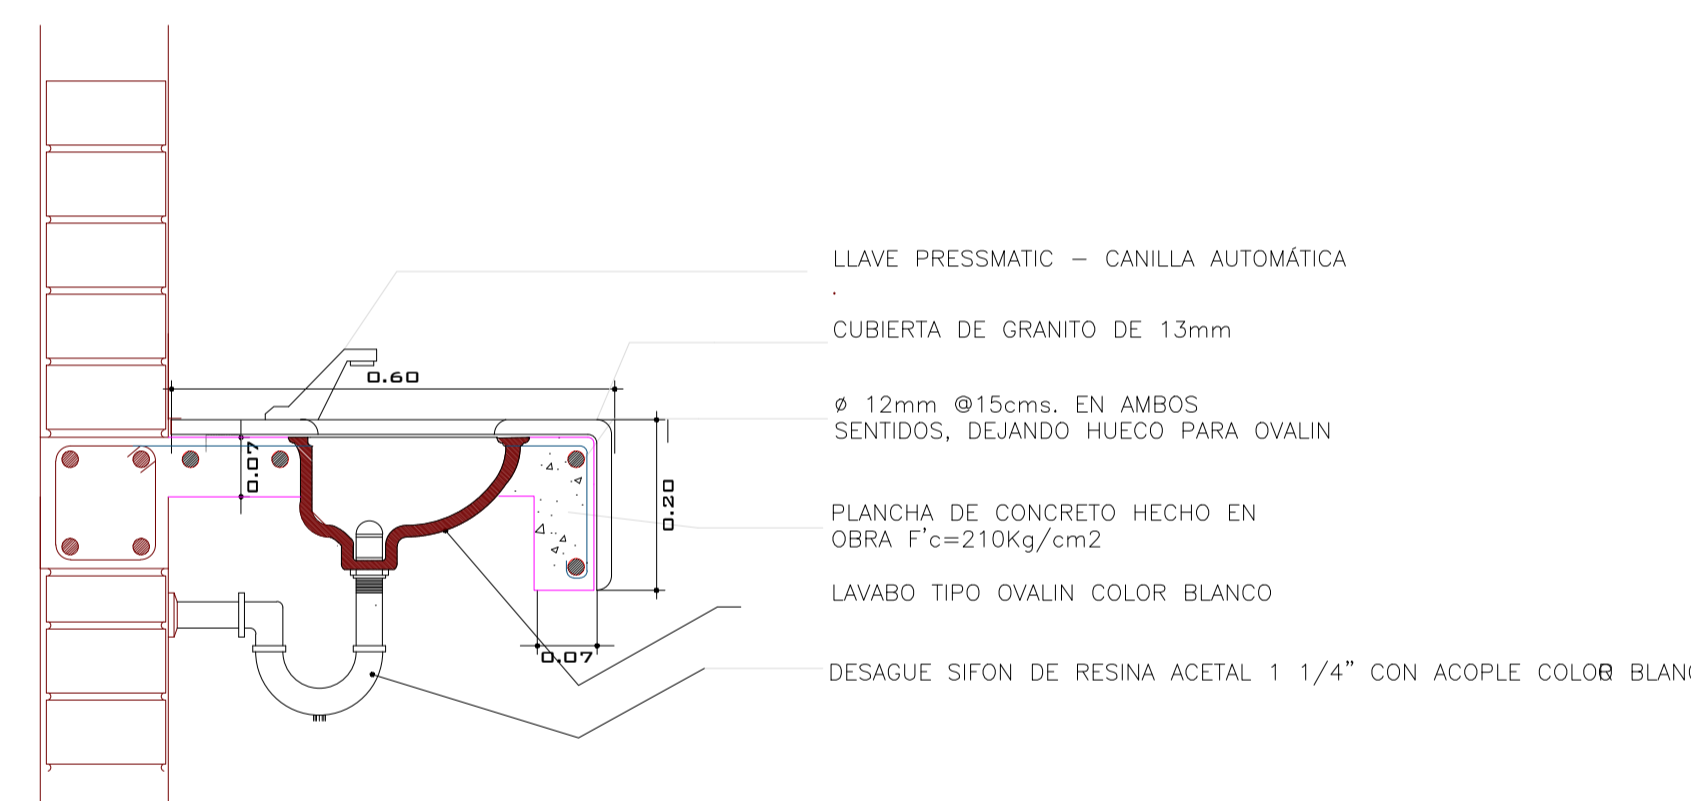 LLAVE PRESSMATIC – CANILLA AUTOMÁTICA
CUBIERTA DE GRANITO DE 13mm
0.60
ø 12mm @15cms. EN AMBOS
SENTIDOS, DEJANDO HUECO PARA OVALIN
0.07
0.20
PLANCHA DE CONCRETO HECHO EN
OBRA F'c=210Kg/cm2
LAVABO TIPO OVALIN COLOR BLANCO
0.07
DESAGUE SIFON DE RESINA ACETAL 1 1/4" CON ACOPLE COLOR BLAN